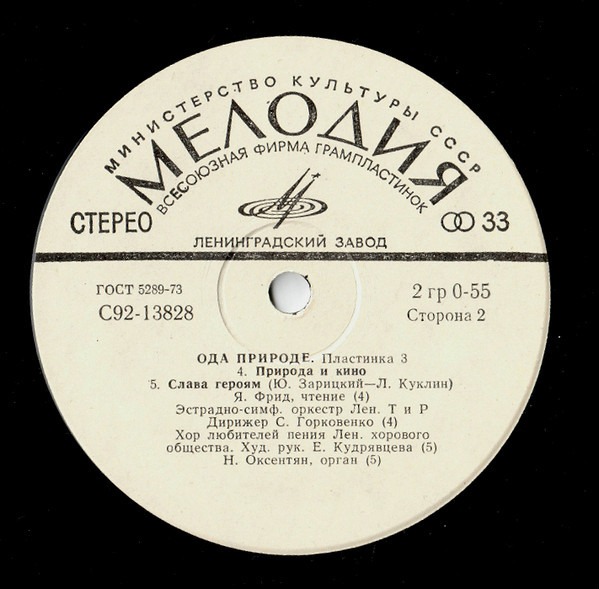 МИНИСТЕРСТВО КУЛЬТУРЫ СССР
МЕЛОДИЯ
ВСЕСОЮЗНАЯ ФИРМА ГРАМПЛАСТИНОК
СТЕРЕО
33
ЛЕНИНГРАДСКИЙ ЗАВОД
ГОСТ 5289-73
2 гр 0-55
С92-13828
Сторона 2
ОДА ПРИРОДЕ. Пластинка 3
4. Природа и кино
5. Слава героям (Ю. Зарицкий—Л. Куклин)
Я. Фрид, чтение (4)
Эстрадно-симф. оркестр Лен. Т и Р
Дирижер С. Горковенко (4)
Хор любителей пения Лен. хорового
общества. Худ. рук. Е. Кудрявцева (5)
Н. Оксентян, орган (5)